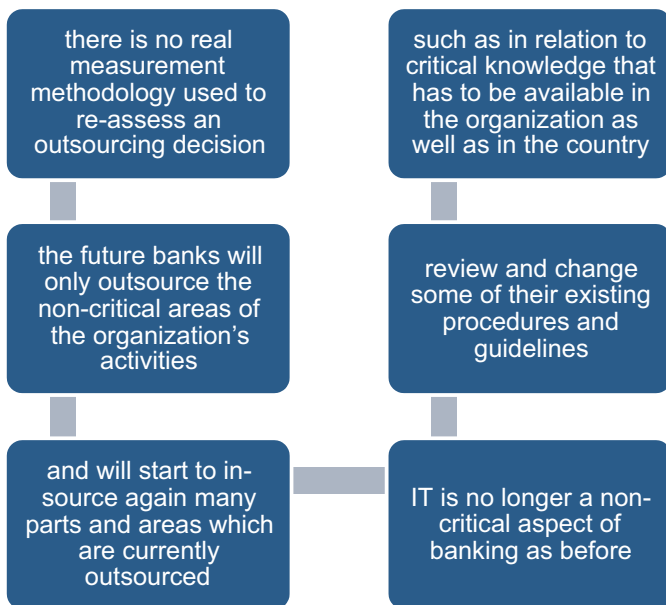 there is no real
measurement
methodology used to
re-assess an
outsourcing decision
the future banks will
only outsource the
non-critical areas of
the organization’s
activities
and will start to in-
source again many
parts and areas which
are currently
outsourced
IT is no longer a non-
critical aspect of
banking as before
review and change
some of their existing
procedures and
guidelines
such as in relation to
critical knowledge that
has to be available in
the organization as
well as in the country